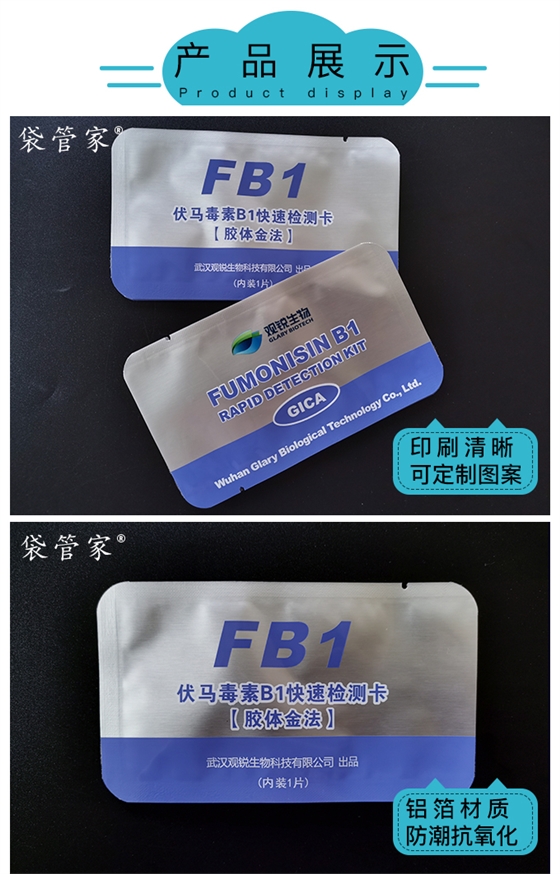 产品展示
Product display
袋管家®
FB1
伏马毒素B1快速检测卡
【胶体金法】
武汉观锐生物科技有限公司 出品
（内装1片）
观锐生物
GLARY BIOTECH
FUMONISIN B1
RAPID DETECTION KIT
GICA
Wuhan Glary Biological Technology Co., Ltd.
印刷清晰
可定制图案
袋管家®
FB1
伏马毒素B1快速检测卡
【胶体金法】
武汉观锐生物科技有限公司 出品
（内装1片）
铝箔材质
防潮抗氧化